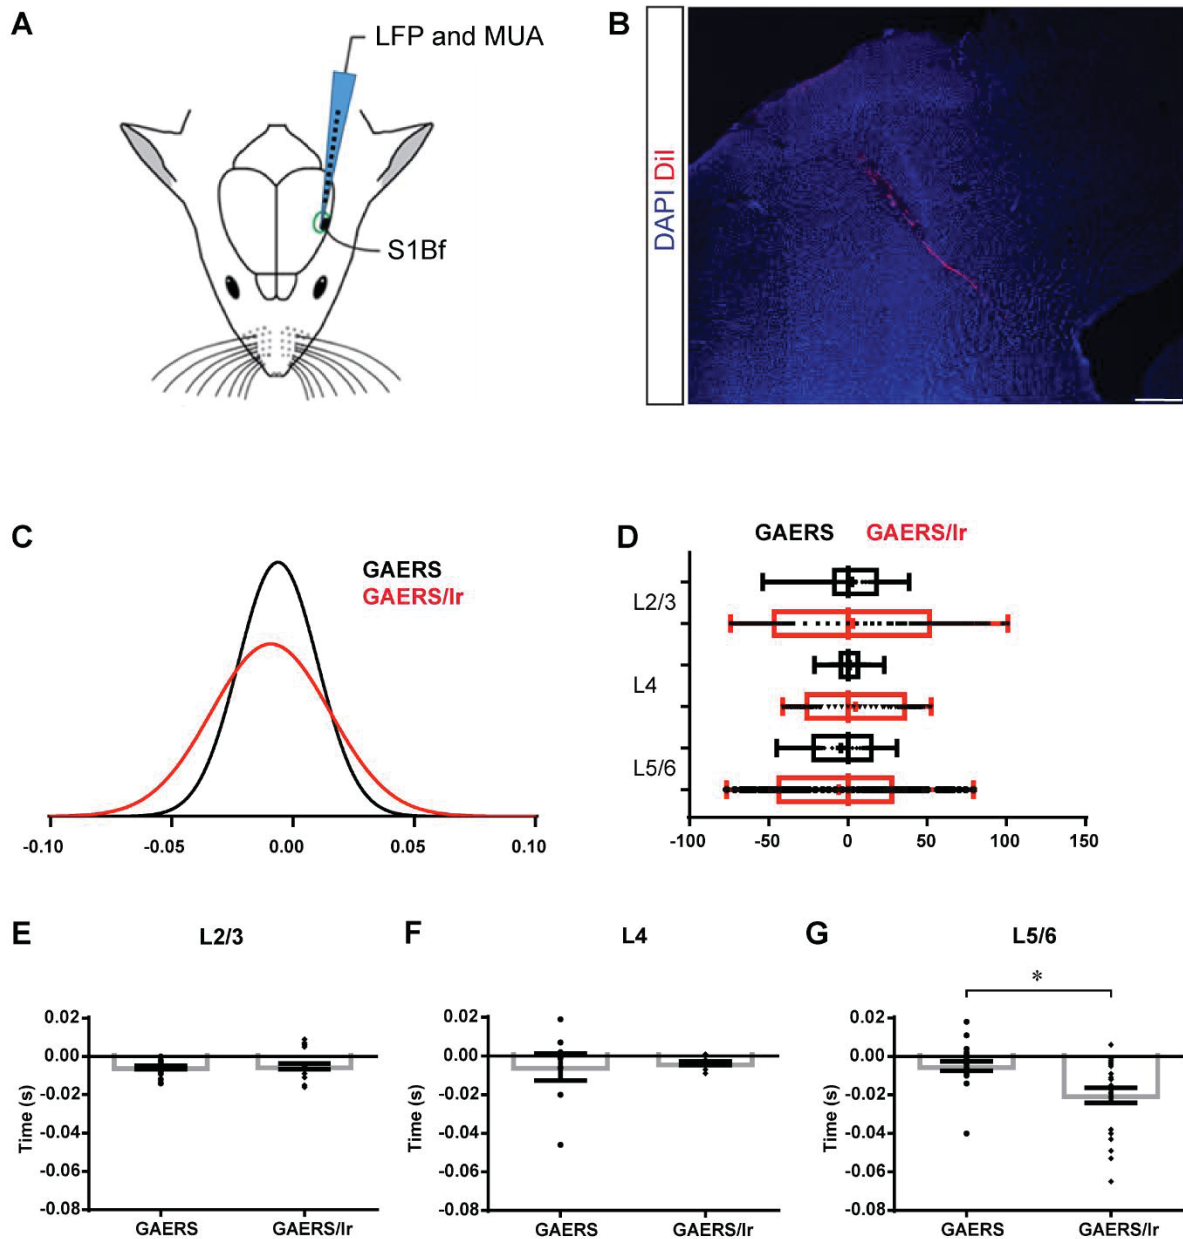 A
LFP and MUA
S1Bf
B
DAPI DiI
C
GAERS
GAERS/Ir
-0.10 -0.05 0.00 0.05 0.10
D
GAERS GAERS/Ir
L2/3
L4
L5/6
-100 -50 0 50 100 150
E
L2/3
Time (s)
0.02
0.00
-0.02
-0.04
-0.06
-0.08
GAERS GAERS/Ir
F
L4
Time (s)
0.02
0.00
-0.02
-0.04
-0.06
-0.08
GAERS GAERS/Ir
G
L5/6
*
Time (s)
0.02
0.00
-0.02
-0.04
-0.06
-0.08
GAERS GAERS/Ir